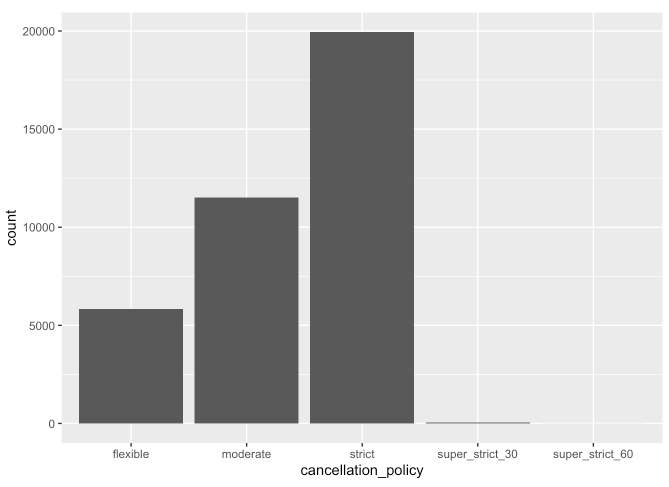 20000
15000
10000
5000
0
count
flexible moderate strict super_strict_30 super_strict_60
cancellation_policy